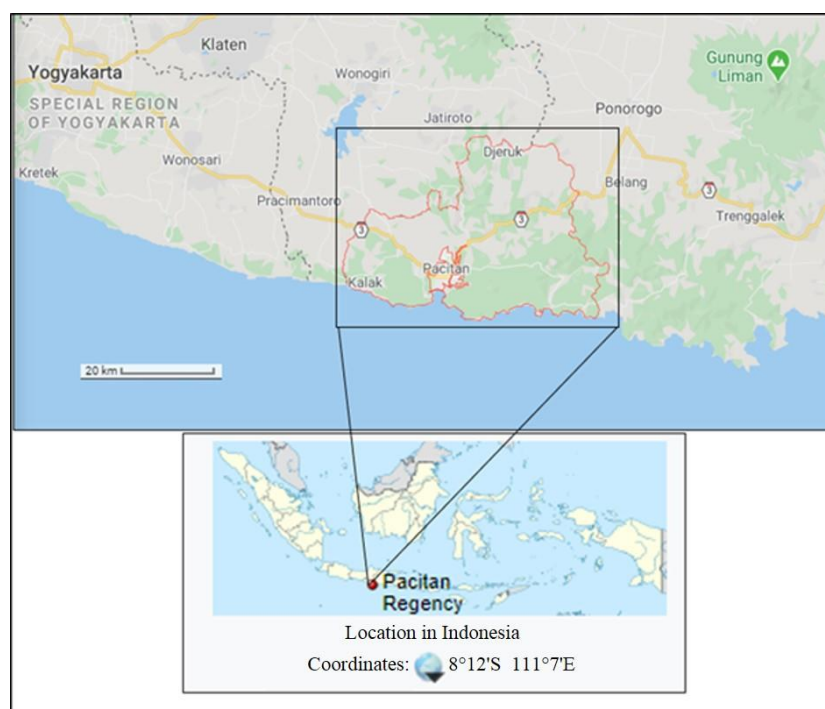 Klaten
Yogyakarta
SPECIAL REGION
OF YOGYAKARTA
Wonogiri
Gunung
Liman
Jatiroto
Ponorogo
Wonosari
Djeruk
Kretek
Belang
Pracimantoro
3
3
3
Trenggalek
Pacitan
Kalak
20 km
Pacitan
Regency
Location in Indonesia
Coordinates: 8°12'S 111°7'E